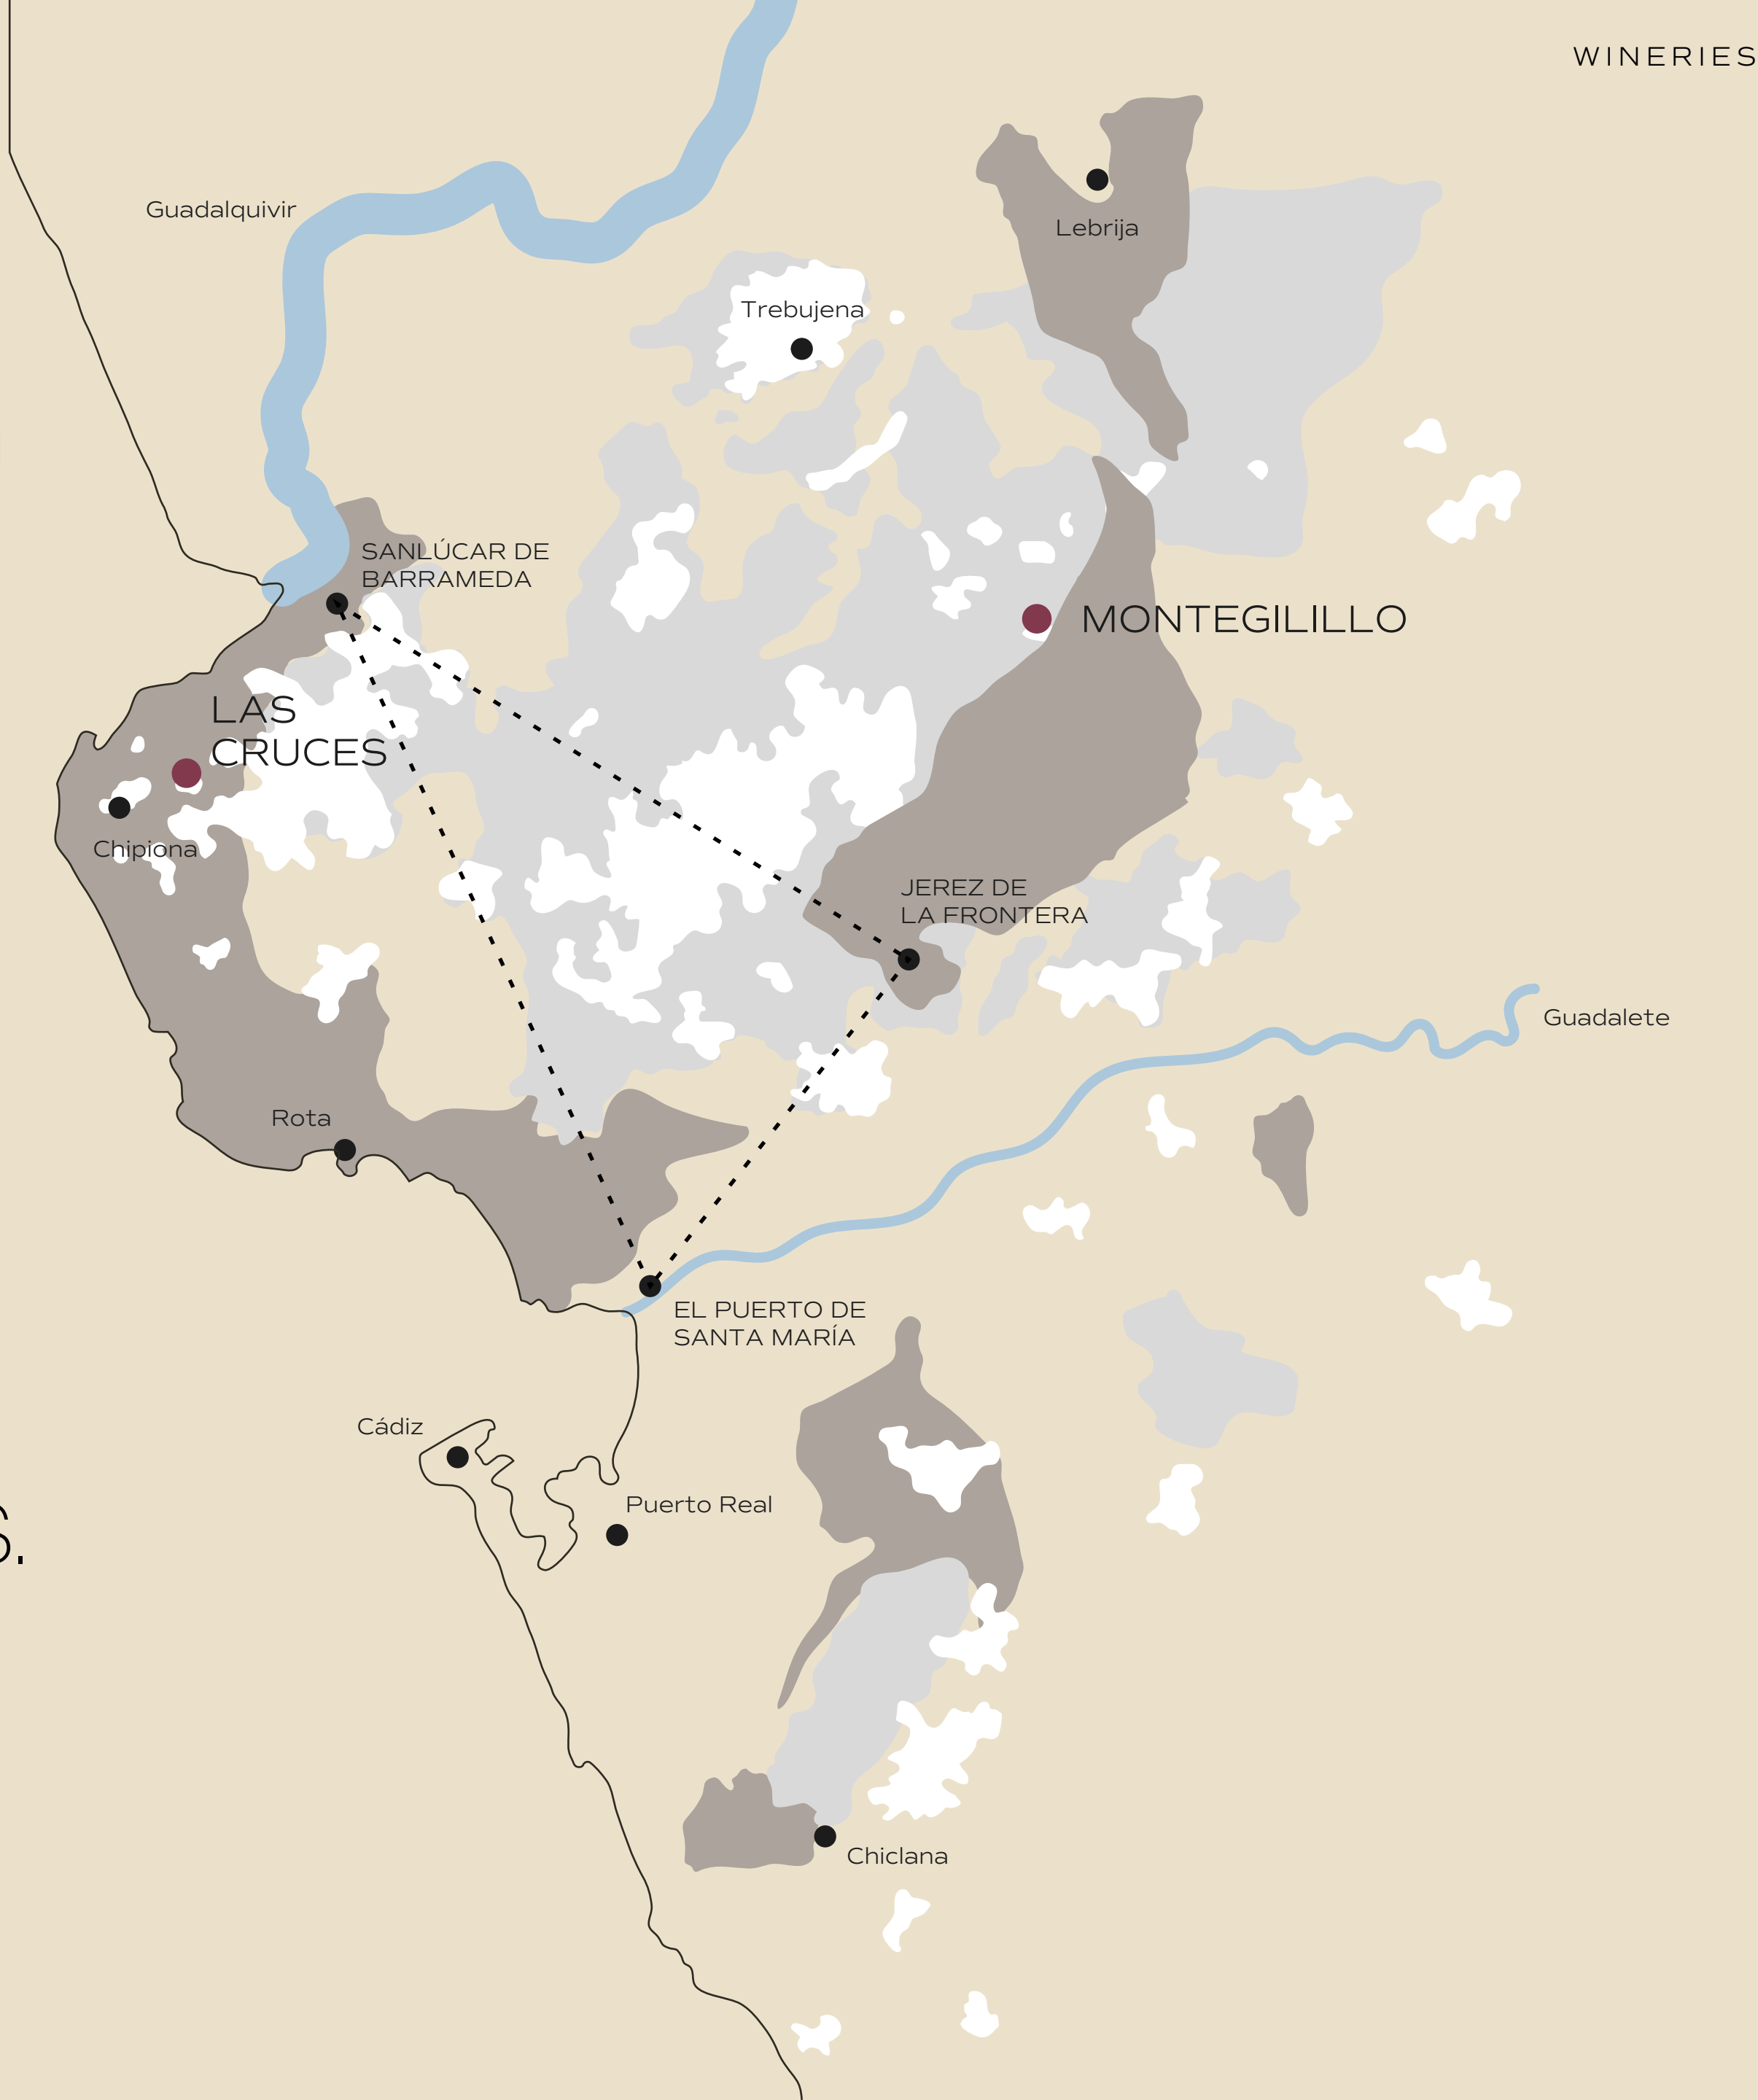 WINERIES
Guadalquivir
Lebrija
Trebujena
SANLÚCAR DE
BARRAMEDA
MONTEGILILLO
LAS
CRUCES
Chipiona
JEREZ DE
LA FRONTERA
Guadalete
Rota
EL PUERTO DE
SANTA MARÍA
Cádiz
Puerto Real
S.
Chiclana